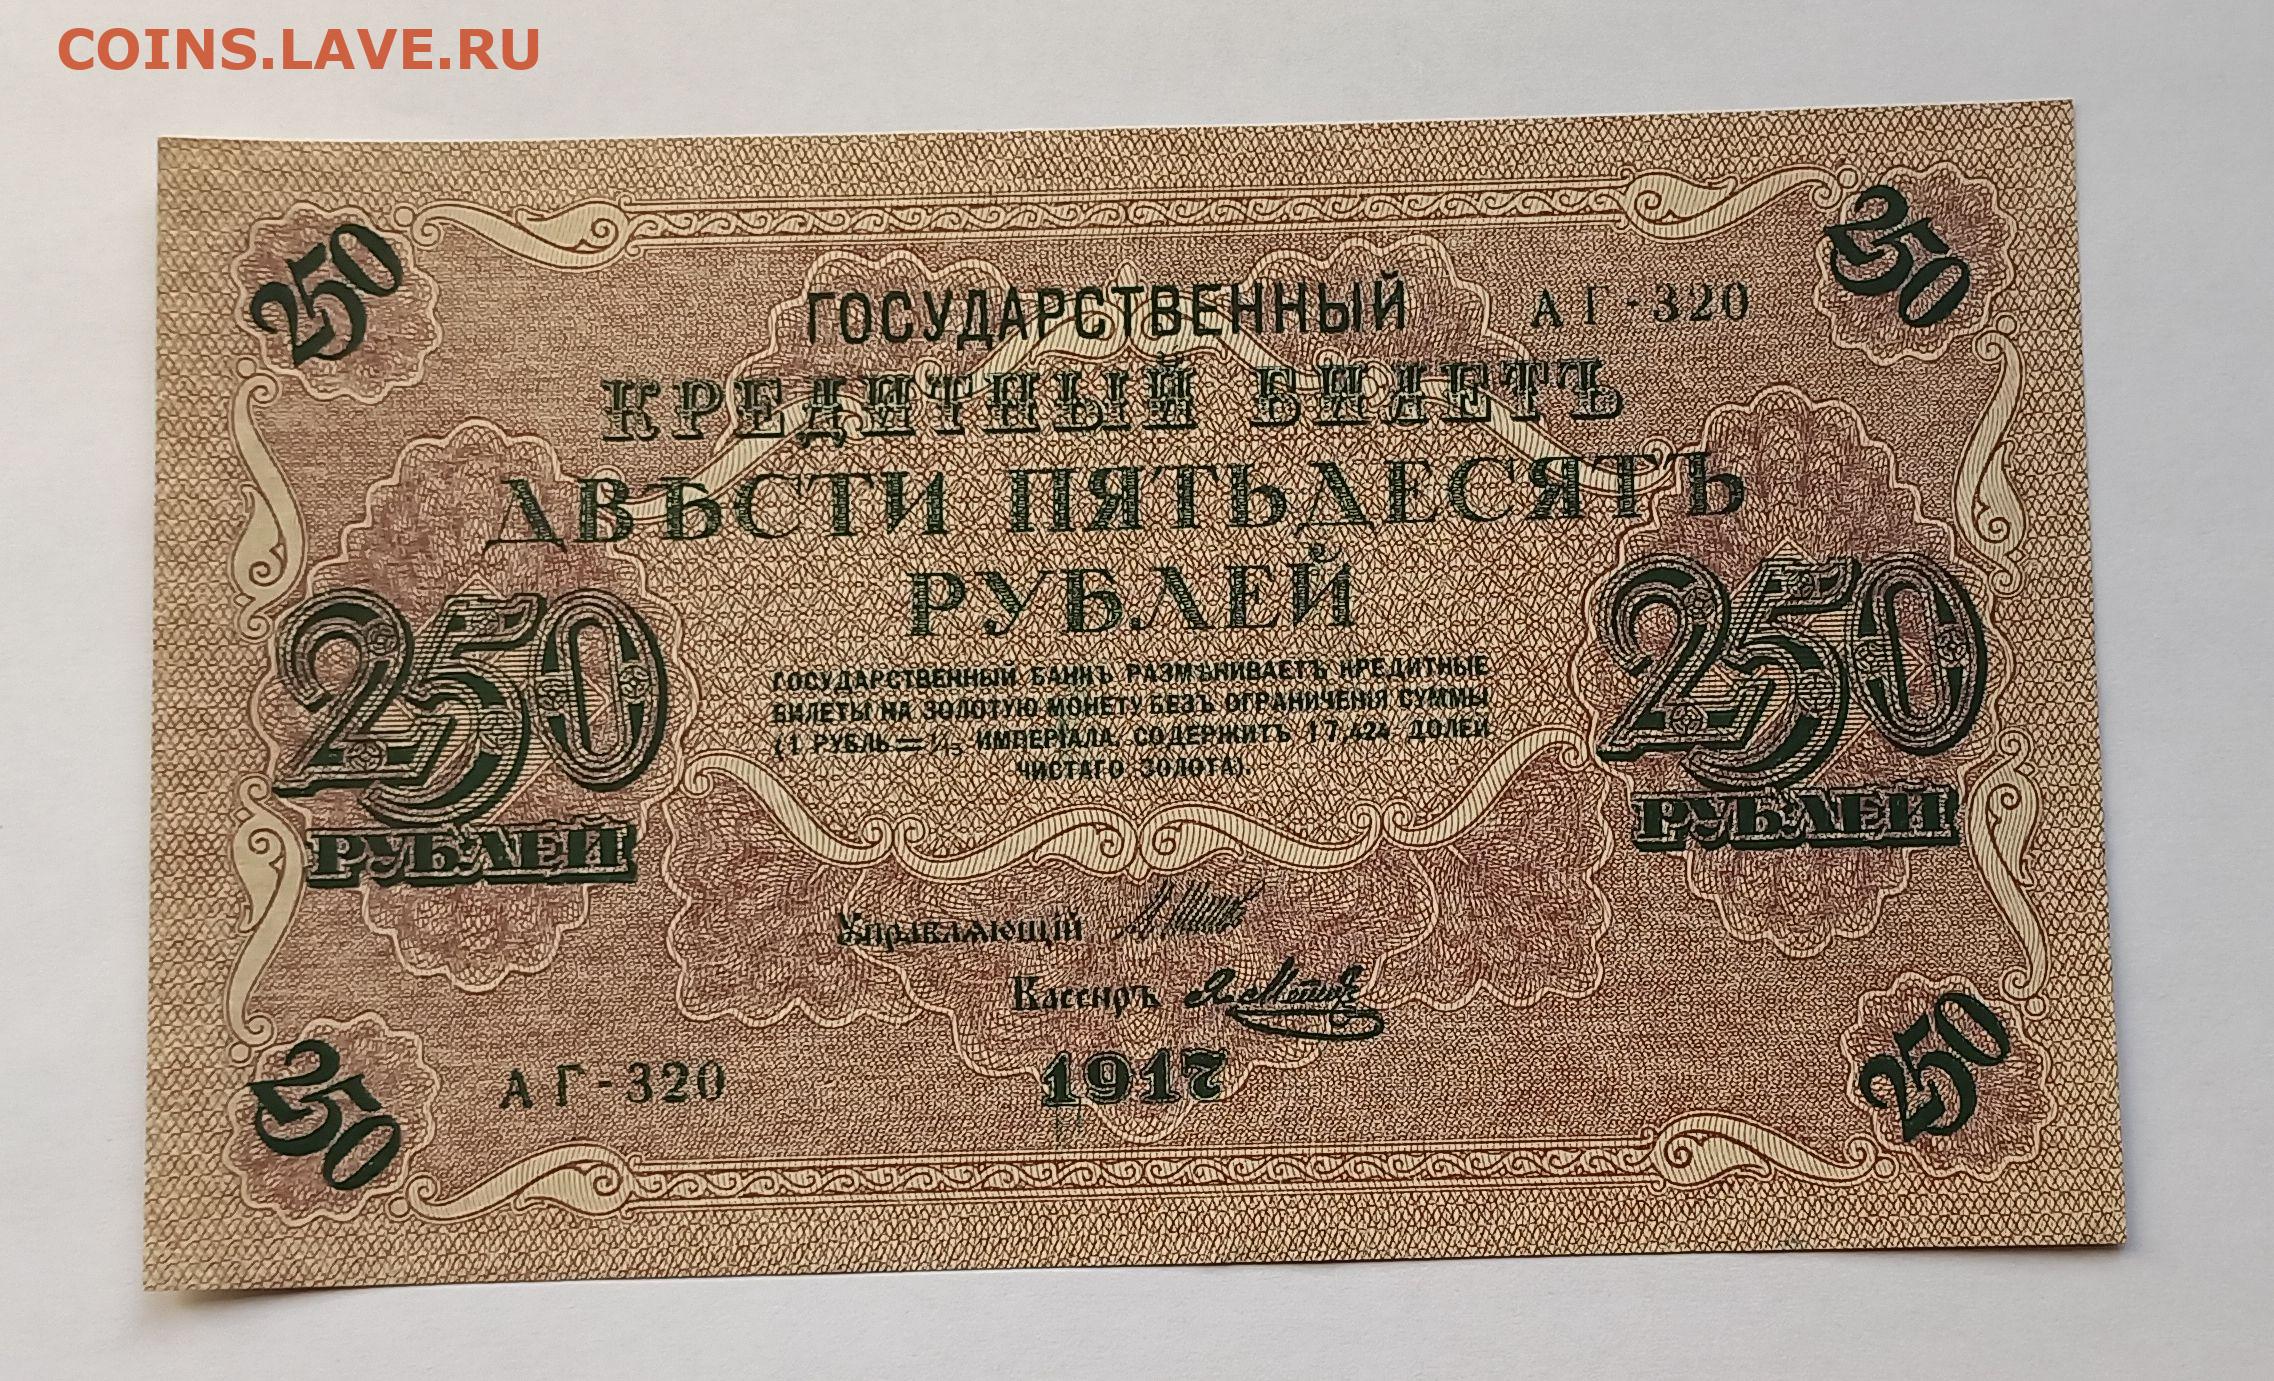 COINS.LAVE.RU
250
250
ГОСУДАРСТВЕННЫЙ
АГ-320
КРЕДИТНЫЙ БИЛЕТЪ
ДВѢСТИ ПЯТЬДЕСЯТЪ
РУБЛЕЙ
250
РУБЛЕЙ
250
РУБЛЕЙ
ГОСУДАРСТВЕННЫЙ БАНКЪ РАЗМѢНИВАЕТЪ КРЕДИТНЫЕ
БИЛЕТЫ НА ЗОЛОТУЮ МОНЕТУ БЕЗЪ ОГРАНИЧЕНІЯ СУММЫ
(1 РУБЛЬ = 1/15 ИМПЕРІАЛА, СОДЕРЖИТЪ 17,424 ДОЛЕЙ
ЧИСТАГО ЗОЛОТА).
Управляющій
Кассиръ
250
АГ-320
1917
250